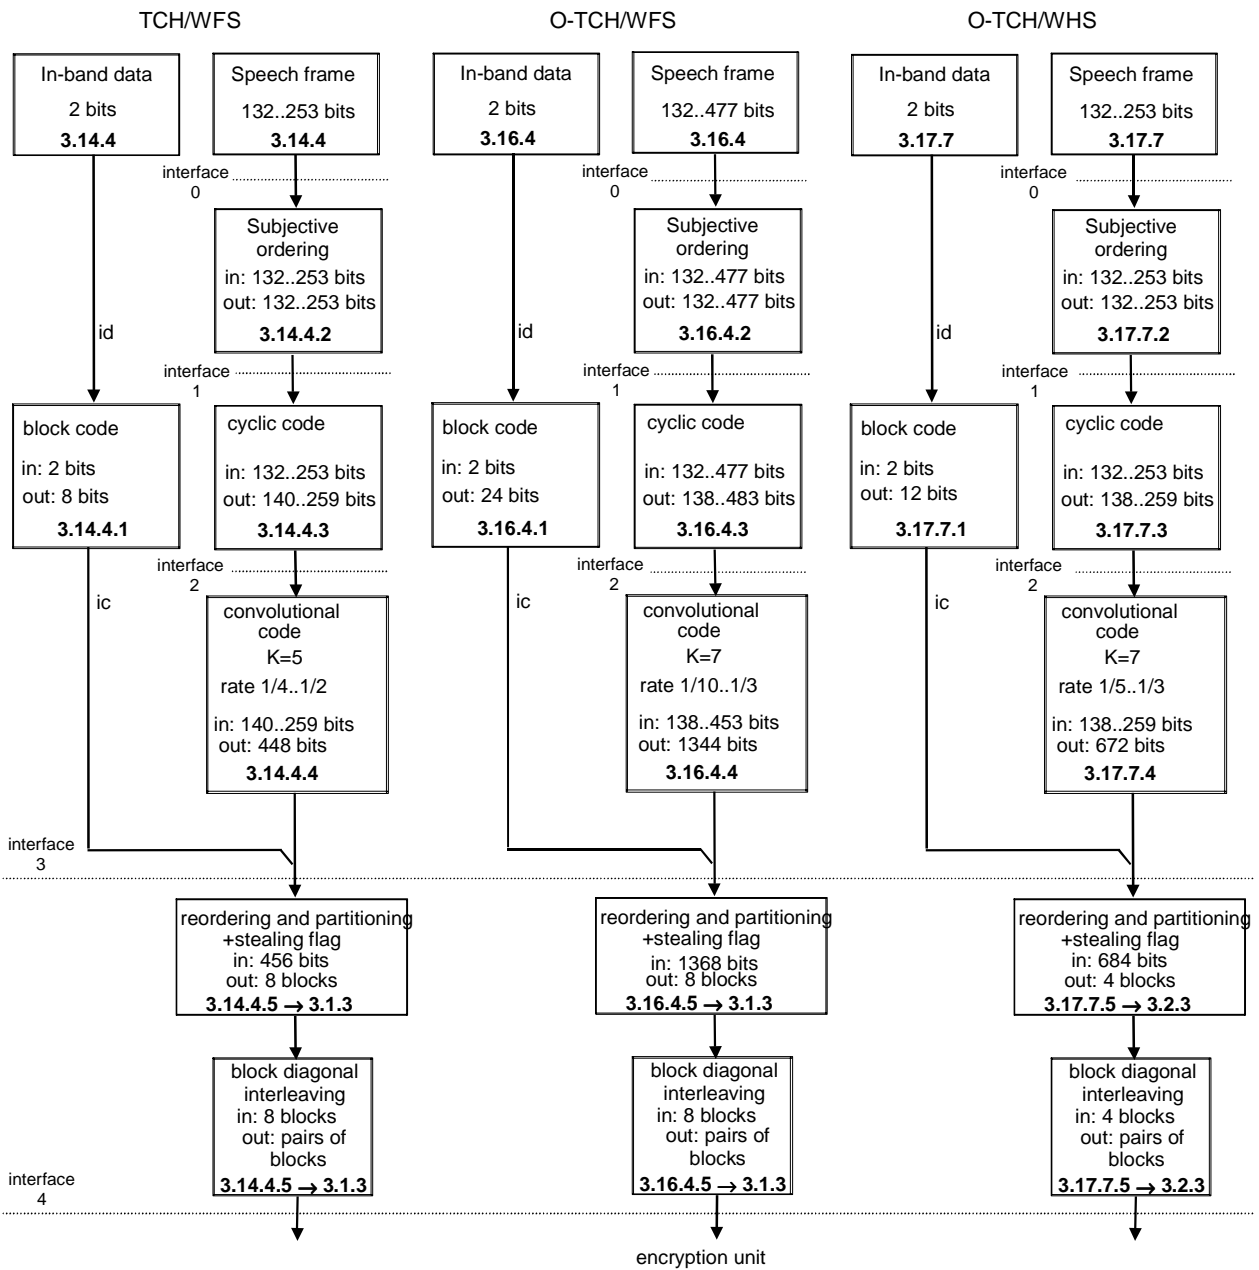 TCH/WFS
O-TCH/WFS
O-TCH/WHS
In-band data
2 bits
3.14.4
Speech frame
132..253 bits
3.14.4
In-band data
2 bits
3.16.4
Speech frame
132..477 bits
3.16.4
In-band data
2 bits
3.17.7
Speech frame
132..253 bits
3.17.7
interface
0
interface
0
interface
0
Subjective
ordering
in: 132..253 bits
out: 132..253 bits
3.14.4.2
Subjective
ordering
in: 132..477 bits
out: 132..477 bits
3.16.4.2
Subjective
ordering
in: 132..253 bits
out: 132..253 bits
3.17.7.2
id
id
id
interface
1
interface
1
interface
1
block code
in: 2 bits
out: 8 bits
3.14.4.1
cyclic code
in: 132..253 bits
out: 140..259 bits
3.14.4.3
block code
in: 2 bits
out: 24 bits
3.16.4.1
cyclic code
in: 132..477 bits
out: 138..483 bits
3.16.4.3
block code
in: 2 bits
out: 12 bits
3.17.7.1
cyclic code
in: 132..253 bits
out: 138..259 bits
3.17.7.3
interface
2
interface
2
interface
2
ic
ic
ic
convolutional
code
K=5
rate 1/4..1/2
in: 140..259 bits
out: 448 bits
3.14.4.4
convolutional
code
K=7
rate 1/10..1/3
in: 138..453 bits
out: 1344 bits
3.16.4.4
convolutional
code
K=7
rate 1/5..1/3
in: 138..259 bits
out: 672 bits
3.17.7.4
interface
3
reordering and partitioning
+stealing flag
in: 456 bits
out: 8 blocks
3.14.4.5 → 3.1.3
reordering and partitioning
+stealing flag
in: 1368 bits
out: 8 blocks
3.16.4.5 → 3.1.3
reordering and partitioning
+stealing flag
in: 684 bits
out: 4 blocks
3.17.7.5 → 3.2.3
block diagonal
interleaving
in: 8 blocks
out: pairs of
blocks
3.14.4.5 → 3.1.3
block diagonal
interleaving
in: 8 blocks
out: pairs of
blocks
3.16.4.5 → 3.1.3
block diagonal
interleaving
in: 4 blocks
out: pairs of
blocks
3.17.7.5 → 3.2.3
interface
4
encryption unit